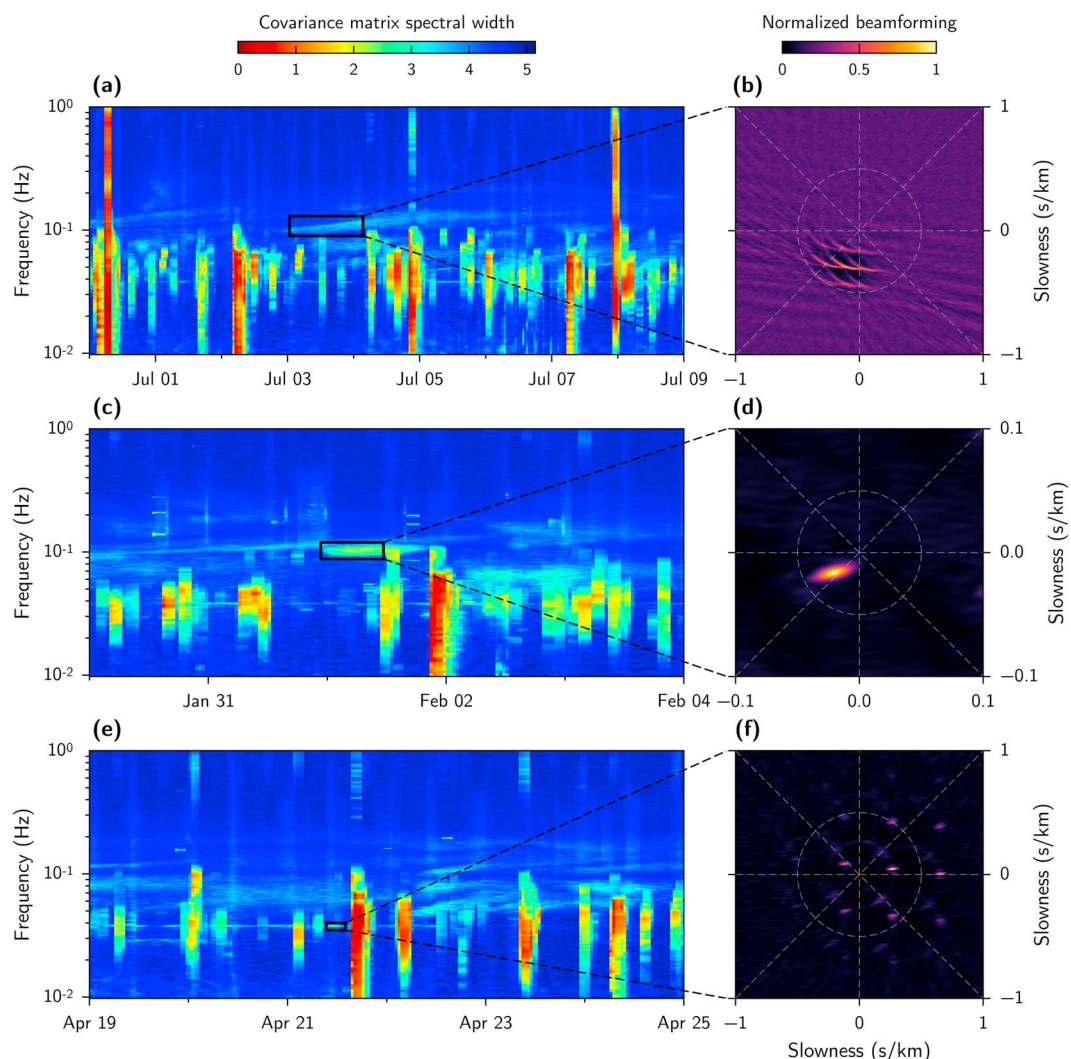 Covariance matrix spectral width
0 1 2 3 4 5
Normalized beamforming
0 0.5 1
(a)
10⁰
10⁻¹
10⁻²
Frequency (Hz)
Jul 01 Jul 03 Jul 05 Jul 07 Jul 09
(b)
1
0
−1
Slowness (s/km)
−1 0 1
(c)
10⁰
10⁻¹
10⁻²
Frequency (Hz)
Jan 31 Feb 02 Feb 04
(d)
0.1
0.0
−0.1
Slowness (s/km)
−0.1 0.0 0.1
(e)
10⁰
10⁻¹
10⁻²
Frequency (Hz)
Apr 19 Apr 21 Apr 23 Apr 25
(f)
1
0
−1
Slowness (s/km)
−1 0 1
Slowness (s/km)